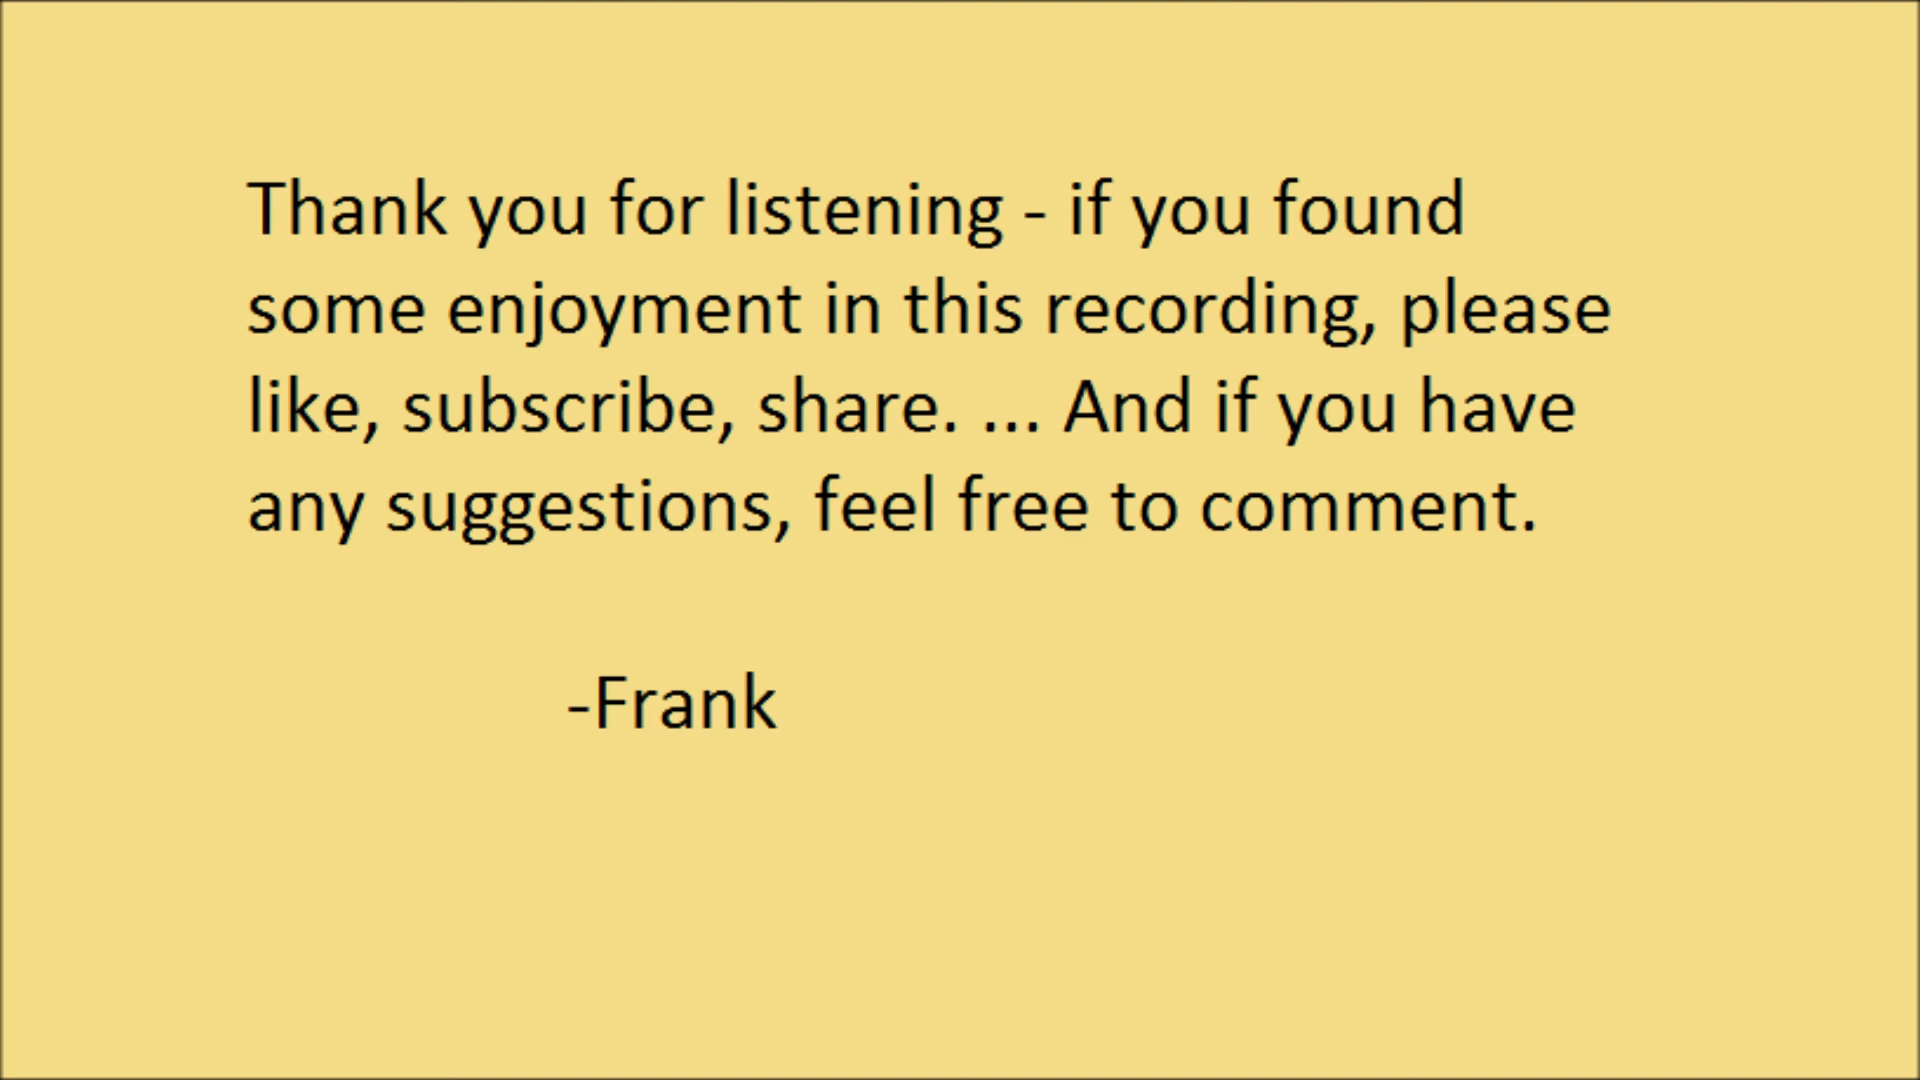 Thank you for listening - if you found
some enjoyment in this recording, please
like, subscribe, share. ... And if you have
any suggestions, feel free to comment.
-Frank